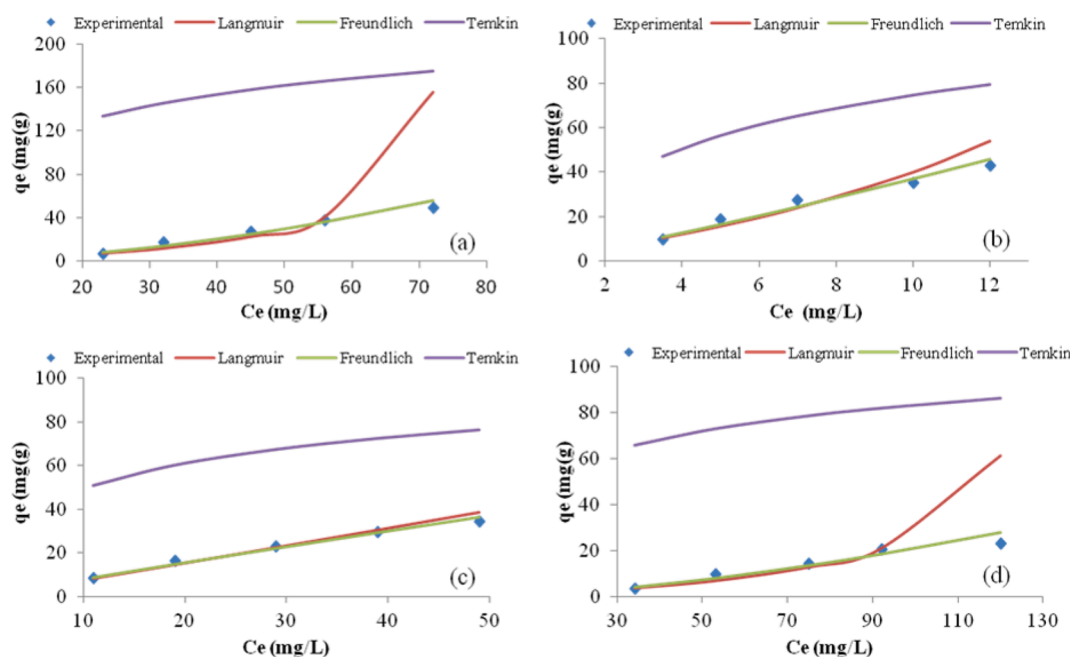 Experimental Langmuir Freundlich Temkin
200
160
120
80
40
0
20 30 40 50 60 70 80
qe (mg(g)
Ce (mg/L)
(a)
Experimental Langmuir Freundlich Temkin
100
80
60
40
20
0
2 4 6 8 10 12
qe (mg(g)
Ce (mg/L)
(b)
Experimental Langmuir Freundlich Temkin
100
80
60
40
20
0
10 20 30 40 50
qe (mg(g)
Ce (mg/L)
(c)
Experimental Langmuir Freundlich Temkin
100
80
60
40
20
0
30 50 70 90 110 130
qe (mg(g)
Ce (mg/L)
(d)